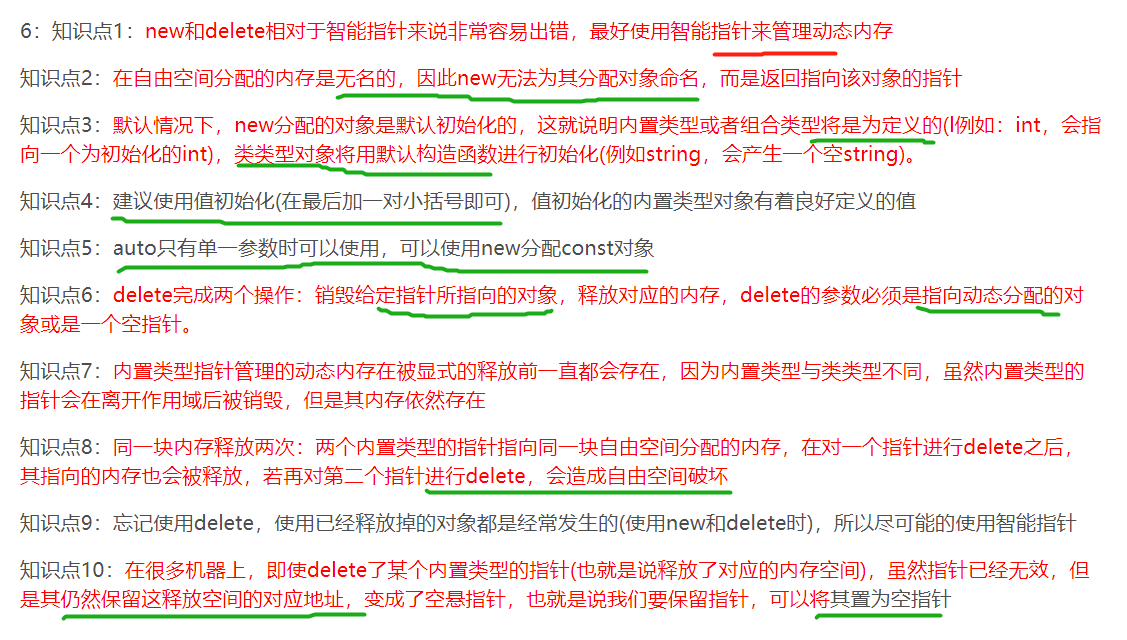 6：知识点1：new和delete相对于智能指针来说非常容易出错，最好使用智能指针来管理动态内存
知识点2：在自由空间分配的内存是无名的，因此new无法为其分配对象命名，而是返回指向该对象的指针
知识点3：默认情况下，new分配的对象是默认初始化的，这就说明内置类型或者组合类型将是为定义的(l例如：int，会指
向一个为初始化的int)，类类型对象将用默认构造函数进行初始化(例如string，会产生一个空string)。
知识点4：建议使用值初始化(在最后加一对小括号即可)，值初始化的内置类型对象有着良好定义的值
知识点5：auto只有单一参数时可以使用，可以使用new分配const对象
知识点6：delete完成两个操作：销毁给定指针所指向的对象，释放对应的内存，delete的参数必须是指向动态分配的对
象或是一个空指针。
知识点7：内置类型指针管理的动态内存在被显式的释放前一直都会存在，因为内置类型与类类型不同，虽然内置类型的
指针会在离开作用域后被销毁，但是其内存依然存在
知识点8：同一块内存释放两次：两个内置类型的指针指向同一块自由空间分配的内存，在对一个指针进行delete之后，
其指向的内存也会被释放，若再对第二个指针进行delete，会造成自由空间破坏
知识点9：忘记使用delete，使用已经释放掉的对象都是经常发生的(使用new和delete时)，所以尽可能的使用智能指针
知识点10：在很多机器上，即使delete了某个内置类型的指针(也就是说释放了对应的内存空间)，虽然指针已经无效，但
是其仍然保留这释放空间的对应地址，变成了空悬指针，也就是说我们要保留指针，可以将其置为空指针